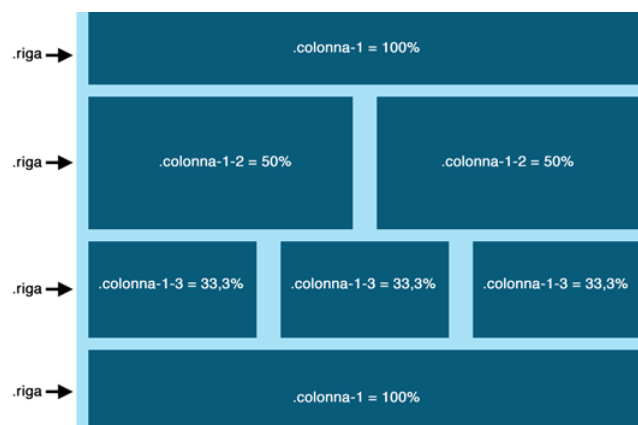 .riga
.colonna-1 = 100%
.riga
.colonna-1-2 = 50%
.colonna-1-2 = 50%
.riga
.colonna-1-3 = 33,3%
.colonna-1-3 = 33,3%
.colonna-1-3 = 33,3%
.riga
.colonna-1 = 100%